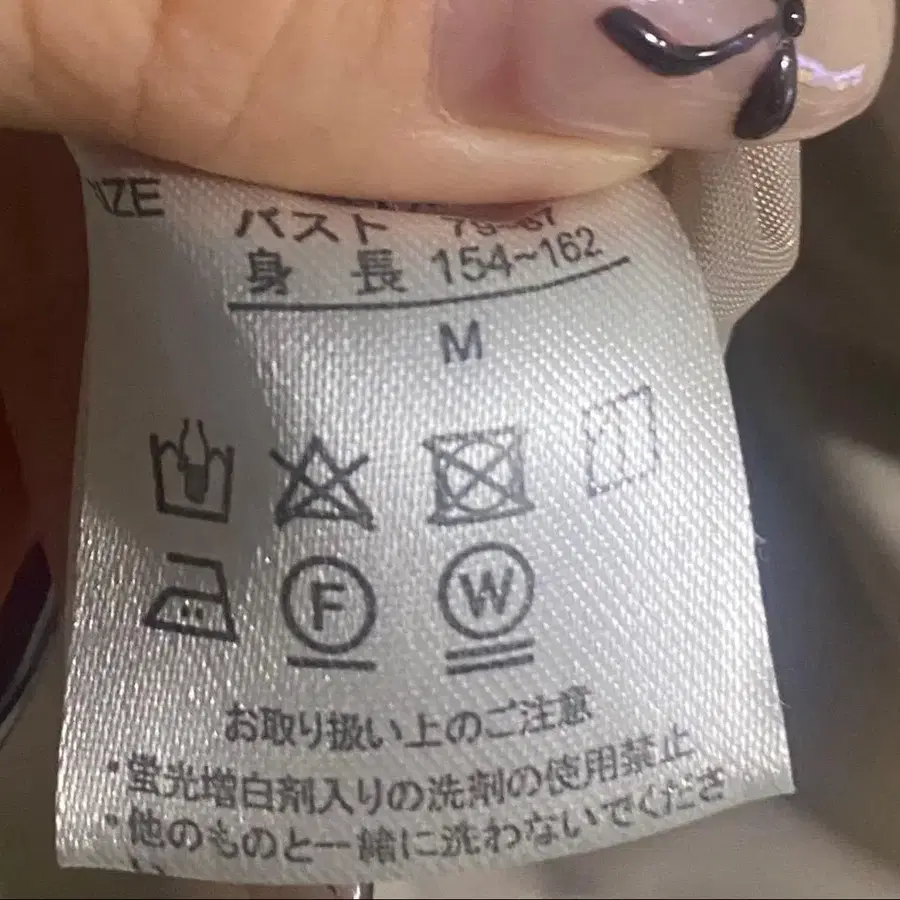 バスト 79~87
身長 154~162
M
F
W
お取り扱い上のご注意
・蛍光増白剤入りの洗剤の使用禁止
・他のものと一緒に洗わないでくださ